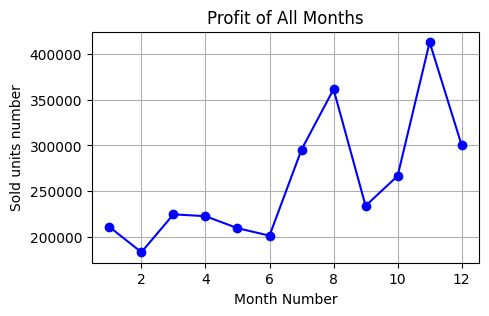 Profit of All Months
Sold units number
400000
350000
300000
250000
200000
2 4 6 8 10 12
Month Number